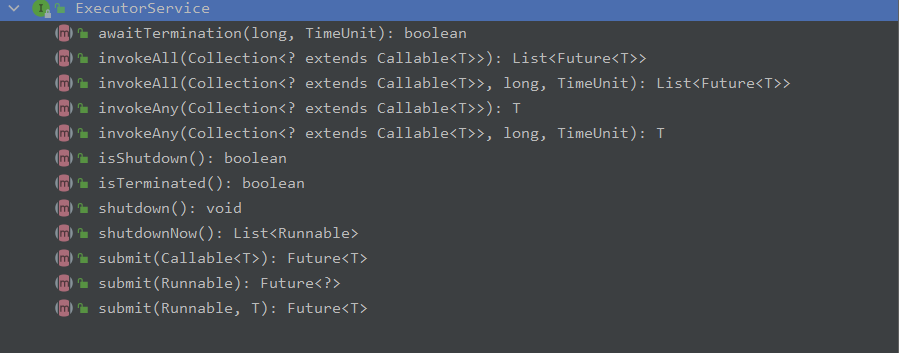 ExecutorService
awaitTermination(long, TimeUnit): boolean
invokeAll(Collection<? extends Callable<T>>): List<Future<T>>
invokeAll(Collection<? extends Callable<T>>, long, TimeUnit): List<Future<T>>
invokeAny(Collection<? extends Callable<T>>): T
invokeAny(Collection<? extends Callable<T>>, long, TimeUnit): T
isShutdown(): boolean
isTerminated(): boolean
shutdown(): void
shutdownNow(): List<Runnable>
submit(Callable<T>): Future<T>
submit(Runnable): Future<?>
submit(Runnable, T): Future<T>